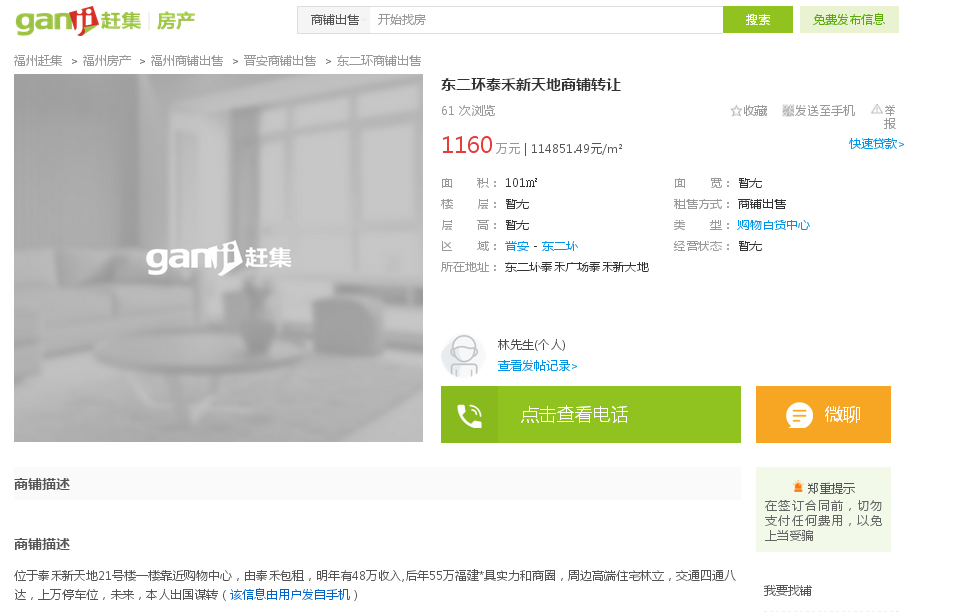 ganji赶集 房产
商铺出售 开始找房 搜索 免费发布信息
福州赶集 > 福州房产 > 福州商铺出售 > 晋安商铺出售 > 东二环商铺出售
东二环泰禾新天地商铺转让
61 次浏览 收藏 发送至手机 举报
1160万元 | 114851.49元/m²
快速贷款>
面 积： 101㎡ 面 宽： 暂无
楼 层： 暂无 租售方式： 商铺出售
层 高： 暂无 类 型： 购物百货中心
区 域： 晋安 - 东二环 经营状态： 暂无
所在地址： 东二环泰禾广场泰禾新天地
ganji赶集
林先生(个人)
查看发帖记录>
点击查看电话 微聊
商铺描述
郑重提示
在签订合同前，切勿
支付任何费用，以免
上当受骗
商铺描述
位于泰禾新天地21号楼一楼靠近购物中心，由泰禾包租，明年有48万收入,后年55万福建*具实力和商圈，周边高端住宅林立，交通四通八
达，上万停车位，未来，本人出国谋转（该信息由用户发自手机）
我要找铺